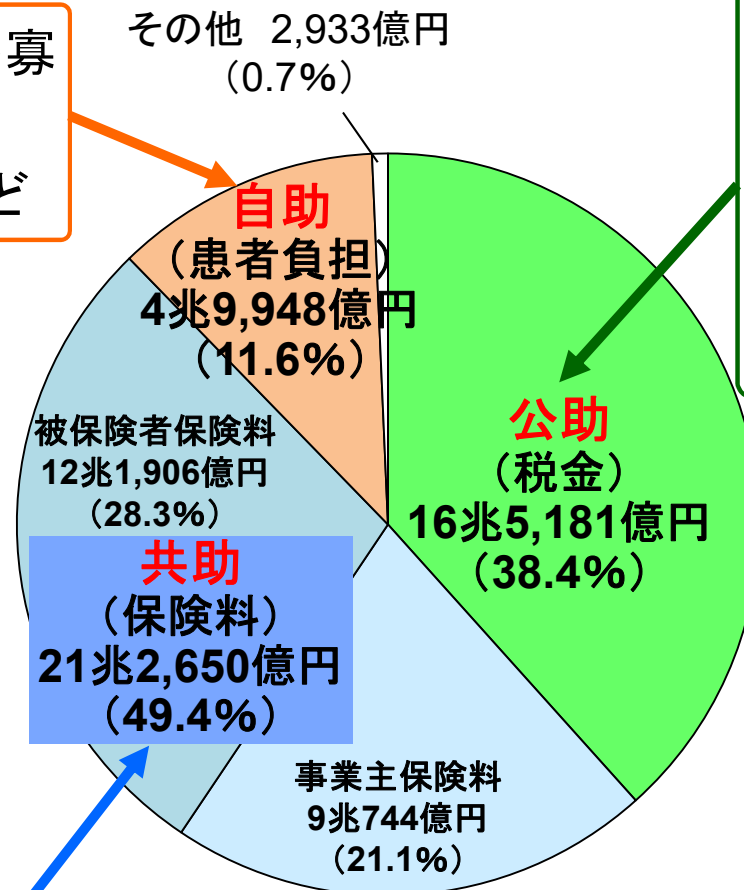 寡
ど
その他 2,933億円
（0.7%）
自助
（患者負担）
4兆9,948億円
（11.6%）
公助
（税金）
16兆5,181億円
（38.4%）
被保険者保険料
12兆1,906億円
（28.3%）
共助
（保険料）
21兆2,650億円
（49.4%）
事業主保険料
9兆744億円
（21.1%）